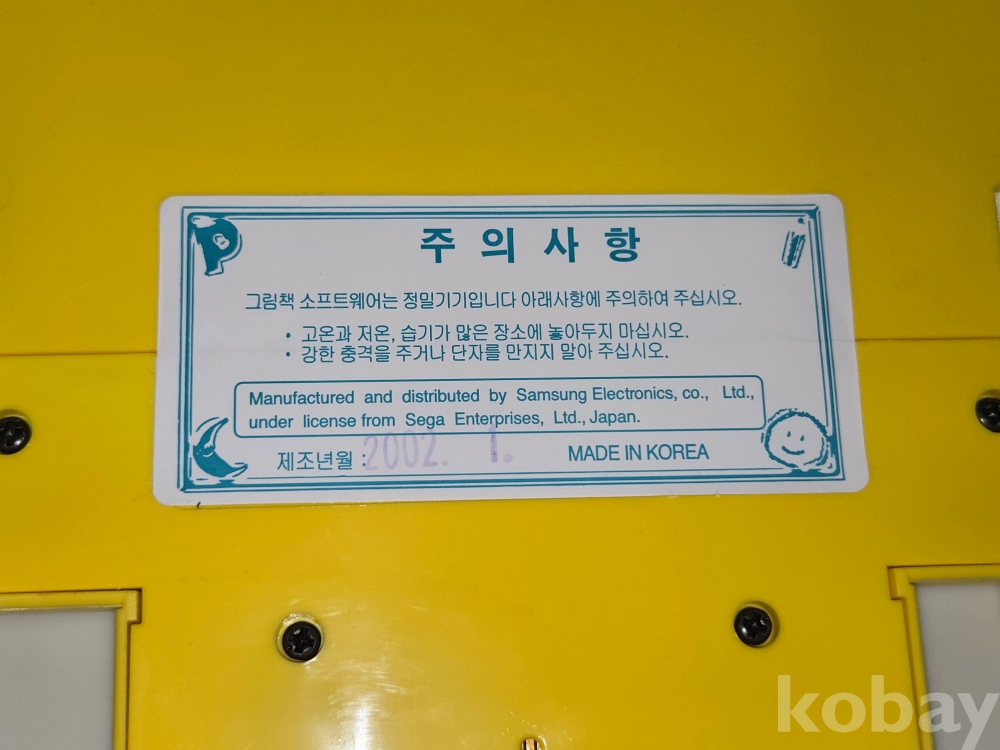 주의사항
그림책 소프트웨어는 정밀기기입니다 아래사항에 주의하여 주십시오.
• 고온과 저온, 습기가 많은 장소에 놓아두지 마십시오.
• 강한 충격을 주거나 단자를 만지지 말아 주십시오.
Manufactured and distributed by Samsung Electronics, co., Ltd.,
under license from Sega Enterprises, Ltd., Japan.
제조년월 : 2002. 1. MADE IN KOREA
kobay